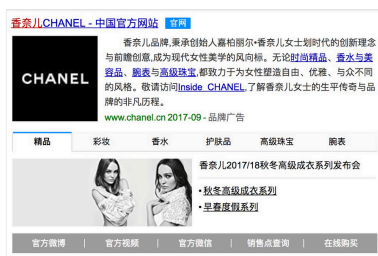 香奈儿CHANEL - 中国官方网站 官网
CHANEL
香奈儿品牌,秉承创始人嘉柏丽尔•香奈儿女士划时代的创新理念
与前瞻创意,成为现代女性美学的风向标。无论时尚精品、香水与美
容品、腕表与高级珠宝,都致力于为女性塑造自由、优雅、与众不同
的风格。敬请访问Inside CHANEL,了解香奈儿女士的生平传奇与品
牌的非凡历程。
www.chanel.cn 2017-09 - 品牌广告
精品 彩妆 香水 护肤品 高级珠宝 腕表
香奈儿2017/18秋冬高级成衣系列发布会
• 秋冬高级成衣系列
• 早春度假系列
官方微博 | 官方视频 | 官方微信 | 销售点查询 | 在线购买